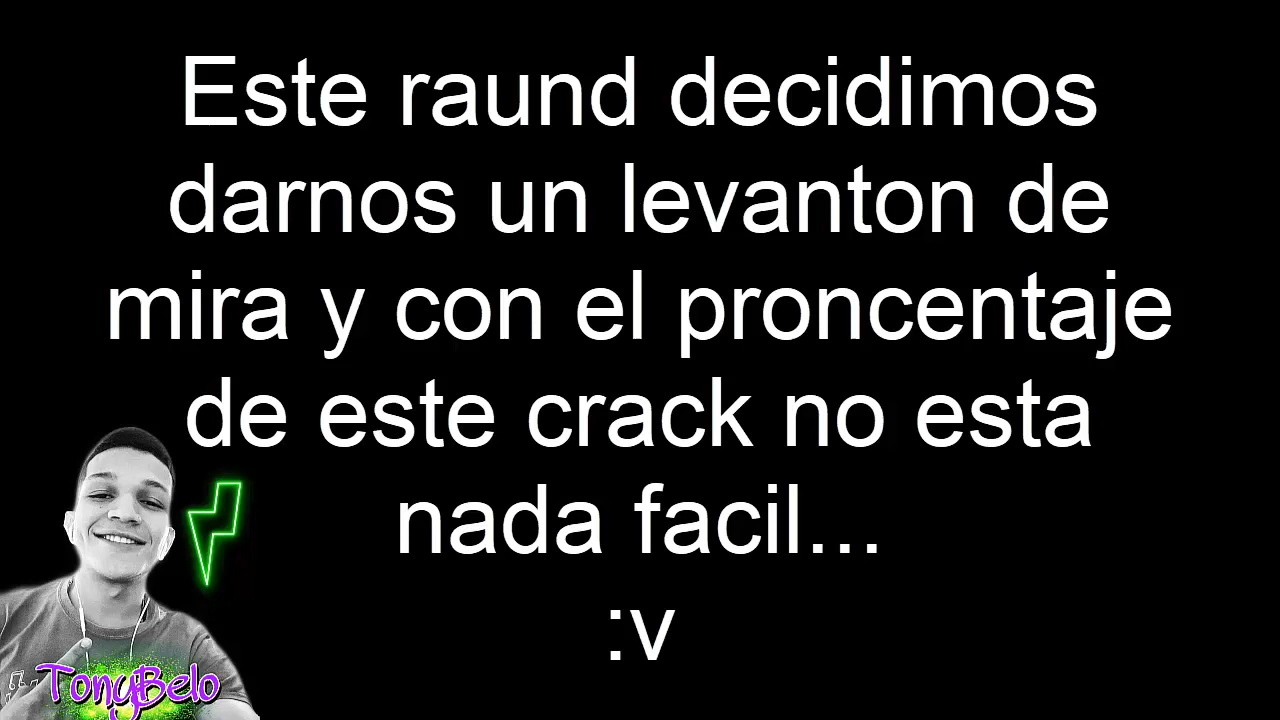 Este raund decidimos
darnos un levanton de
mira y con el proncentaje
de este crack no esta
nada facil...
:v
TonyBelo